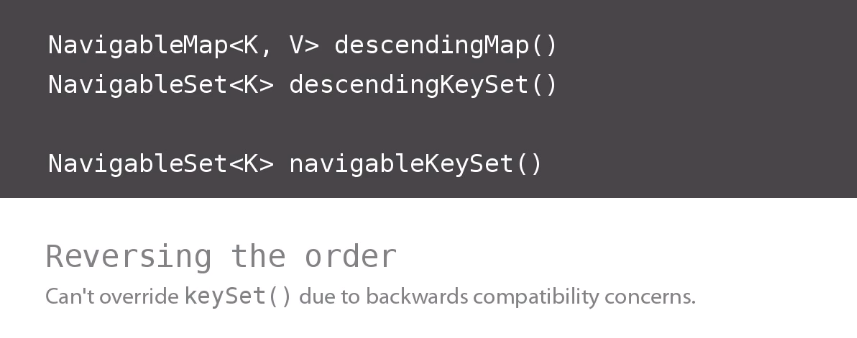 NavigableMap<K, V> descendingMap()
NavigableSet<K> descendingKeySet()
NavigableSet<K> navigableKeySet()
Reversing the order
Can't override keySet() due to backwards compatibility concerns.